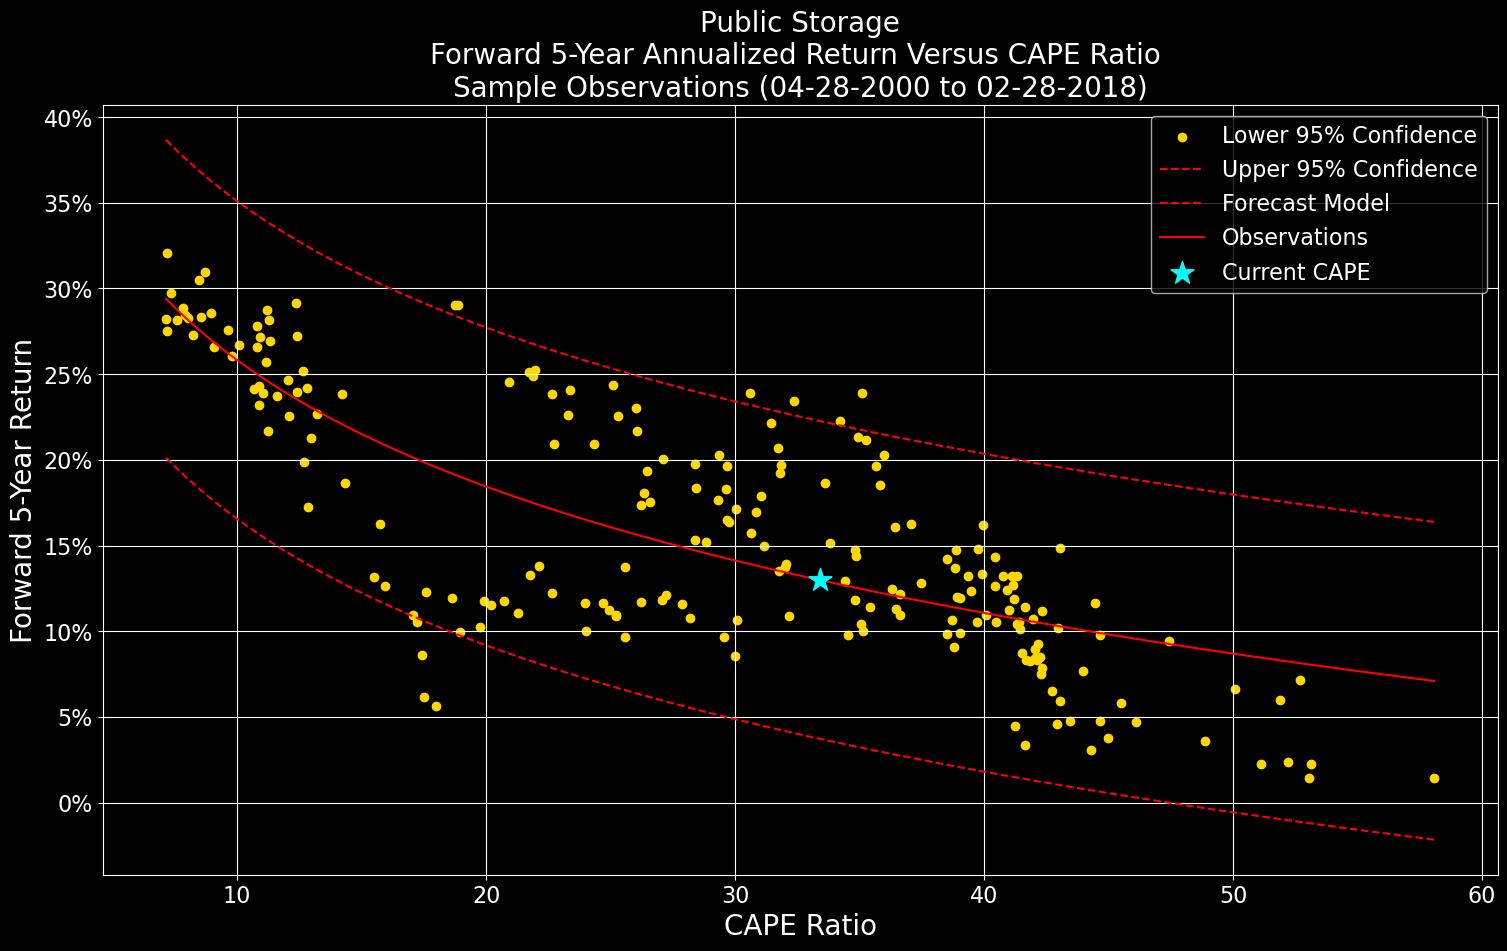 Public Storage
Forward 5-Year Annualized Return Versus CAPE Ratio
Sample Observations (04-28-2000 to 02-28-2018)
40%
35%
30%
25%
20%
15%
10%
5%
0%
Forward 5-Year Return
Lower 95% Confidence
Upper 95% Confidence
Forecast Model
Observations
Current CAPE
10 20 30 40 50 60
CAPE Ratio